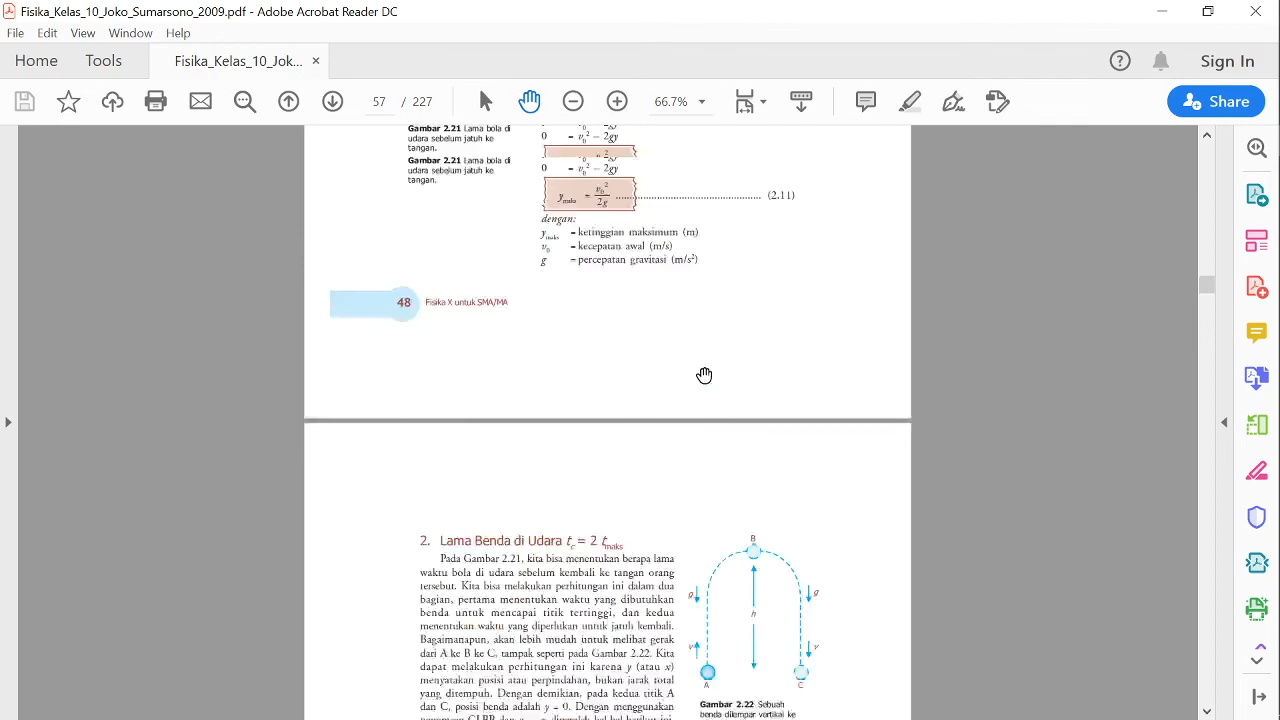 Fisika_Kelas_10_Joko_Sumarsono_2009.pdf - Adobe Acrobat Reader DC
File Edit View Window Help
Home Tools Fisika_Kelas_10_Jok... × Sign In
57 / 227 66.7% Share
Gambar 2.21 Lama bola di
udara sebelum jatuh ke
tangan.
Gambar 2.21 Lama bola di
udara sebelum jatuh ke
tangan.
0 = v₀² − 2gy
0 = v₀² − 2gy
y maks = v₀²/2g ........................................ (2.11)
dengan:
y maks = ketinggian maksimum (m)
v₀ = kecepatan awal (m/s)
g = percepatan gravitasi (m/s²)
48 Fisika X untuk SMA/MA
2. Lama Benda di Udara t c = 2 t maks
Pada Gambar 2.21, kita bisa menentukan berapa lama
waktu bola di udara sebelum kembali ke tangan orang
tersebut. Kita bisa melakukan perhitungan ini dalam dua
bagian, pertama menentukan waktu yang dibutuhkan
benda untuk mencapai titik tertinggi, dan kedua
menentukan waktu yang diperlukan untuk jatuh kembali.
Bagaimanapun, akan lebih mudah untuk melihat gerak
dari A ke B ke C, tampak seperti pada Gambar 2.22. Kita
dapat melakukan perhitungan ini karena y (atau x)
menyatakan posisi atau perpindahan, bukan jarak total
yang ditempuh. Dengan demikian, pada kedua titik A
dan C, posisi benda adalah y = 0. Dengan menggunakan
B
g g
h
v v
A C
Gambar 2.22 Sebuah
benda dilempar vertikal ke